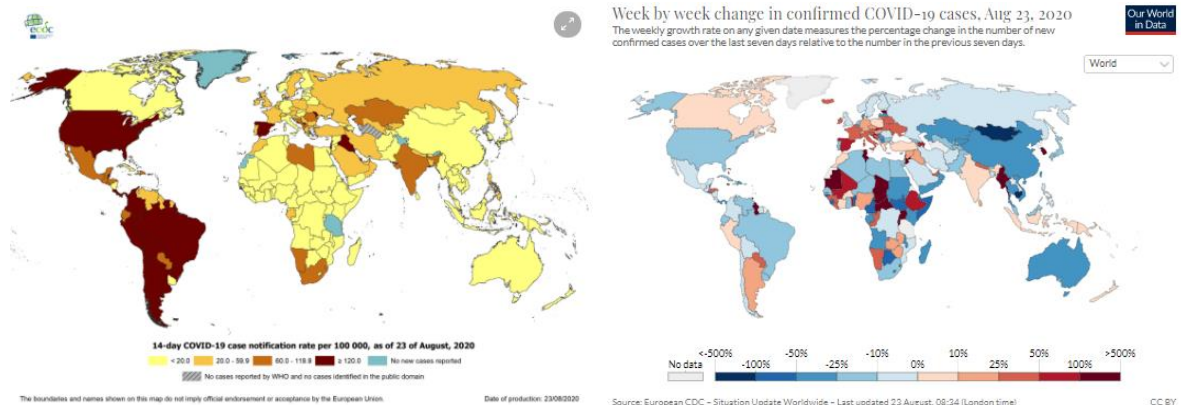 ecdc
14-day COVID-19 case notification rate per 100 000, as of 23 of August, 2020
< 20.0 20.0 - 59.9 60.0 - 119.9 ≥ 120.0 No new cases reported
No cases reported by WHO and no cases identified in the public domain
The boundaries and names shown on this map do not imply official endorsement or acceptance by the European Union. Date of production: 23/08/2020
Week by week change in confirmed COVID-19 cases, Aug 23, 2020
The weekly growth rate on any given date measures the percentage change in the number of new
confirmed cases over the last seven days relative to the number in the previous seven days.
Our World
in Data
World
<-500% -50% -10% 10% 50% >500%
No data -100% -25% 0% 25% 100%
Source: European CDC – Situation Update Worldwide – Last updated 23 August, 08:34 (London time) CC BY